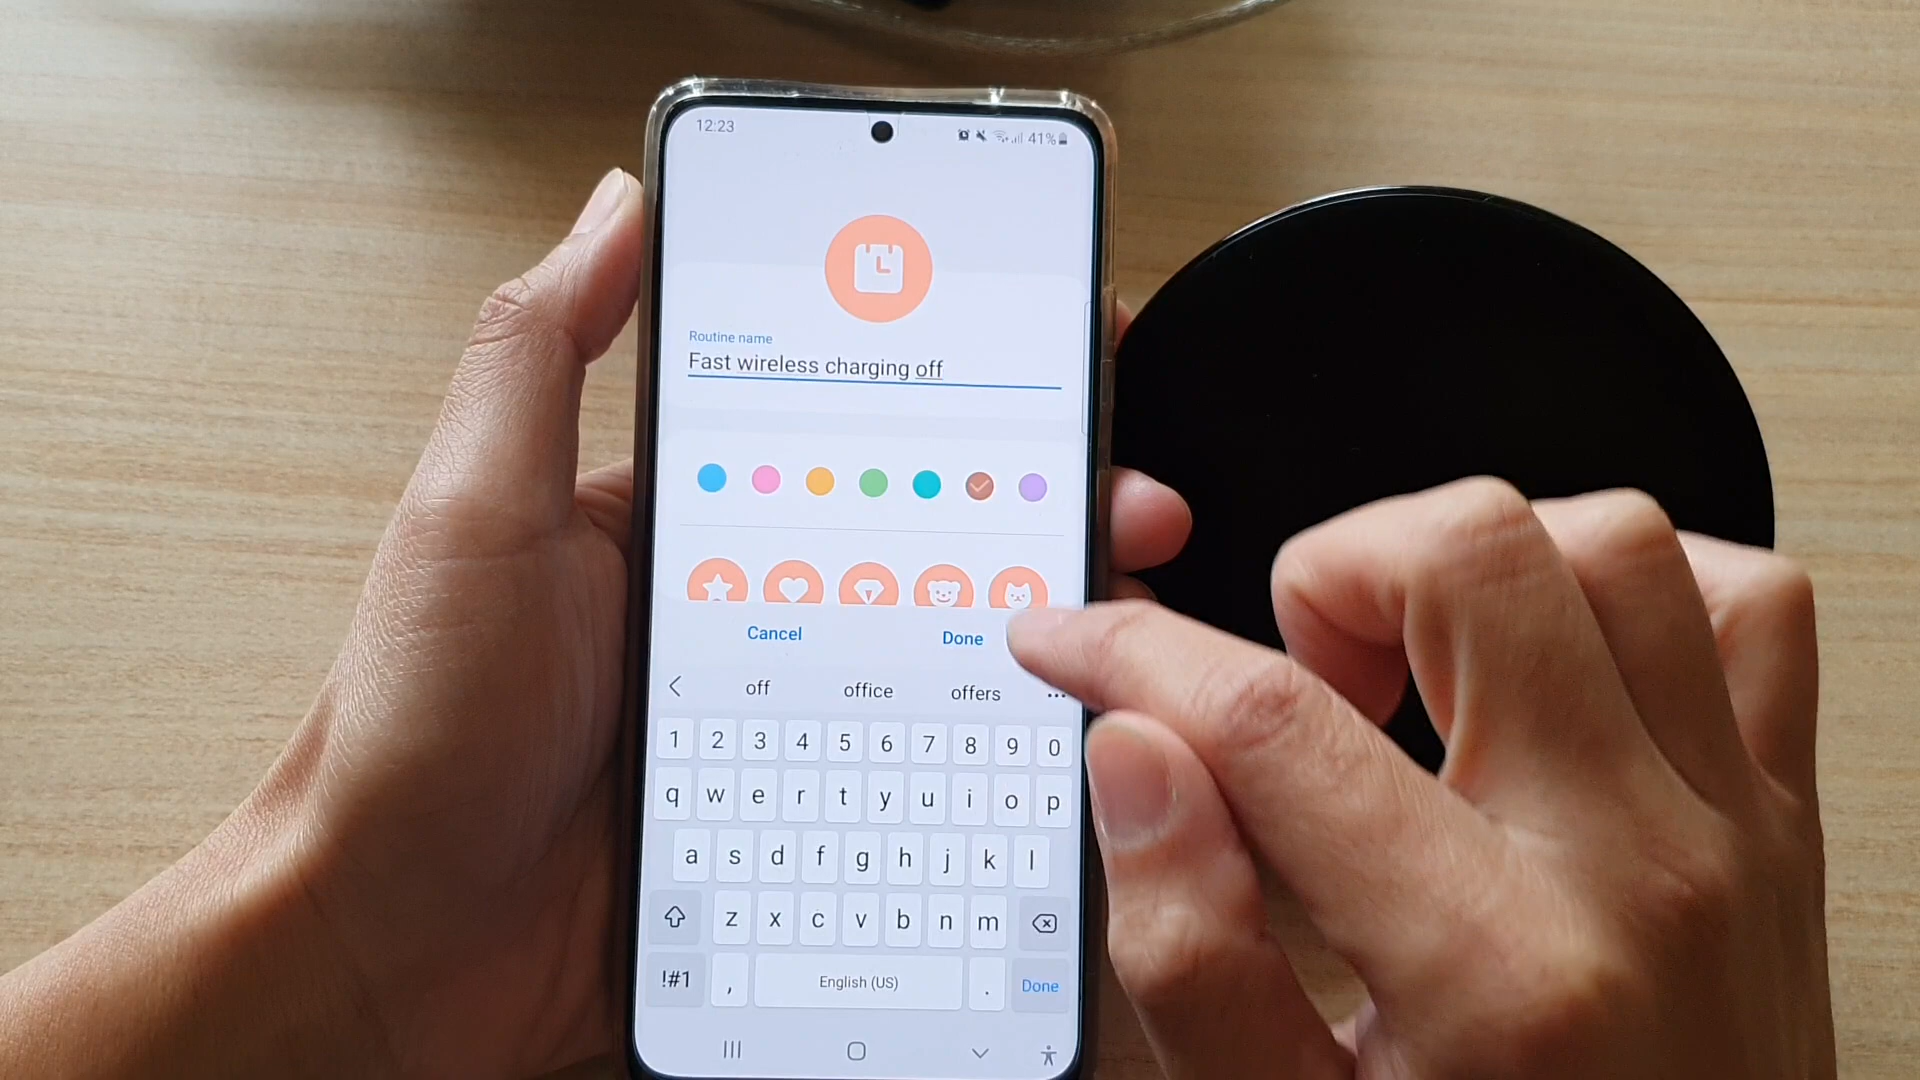 12:23
41%
Routine name
Fast wireless charging off
Cancel Done
off office offers ...
1 2 3 4 5 6 7 8 9 0
q w e r t y u i o p
a s d f g h j k l
z x c v b n m
!#1 , English (US) . Done